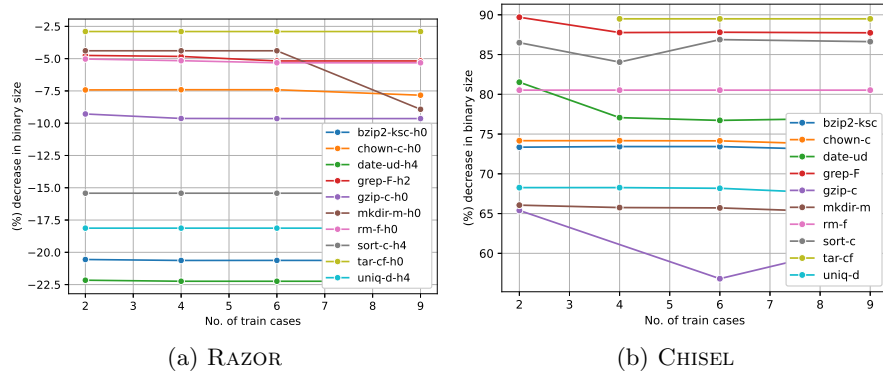 −2.5
−5.0
−7.5
−10.0
−12.5
−15.0
−17.5
−20.0
−22.5
(%) decrease in binary size
2 3 4 5 6 7 8 9
No. of train cases
bzip2-ksc-h0
chown-c-h0
date-ud-h4
grep-F-h2
gzip-c-h0
mkdir-m-h0
rm-f-h0
sort-c-h4
tar-cf-h0
uniq-d-h4
(a) RAZOR
90
85
80
75
70
65
60
(%) decrease in binary size
2 3 4 5 6 7 8 9
No. of train cases
bzip2-ksc
chown-c
date-ud
grep-F
gzip-c
mkdir-m
rm-f
sort-c
tar-cf
uniq-d
(b) CHISEL